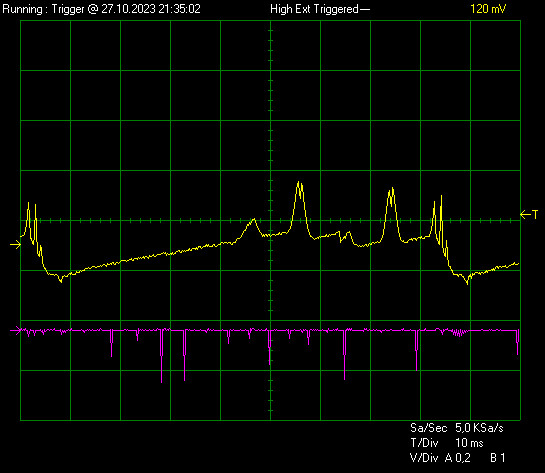 Running : Trigger @ 27.10.2023 21:35:02 High Ext Triggered— 120 mV
T
Sa/Sec 5,0 KSa/s
T/Div 10 ms
V/Div A 0,2 B 1